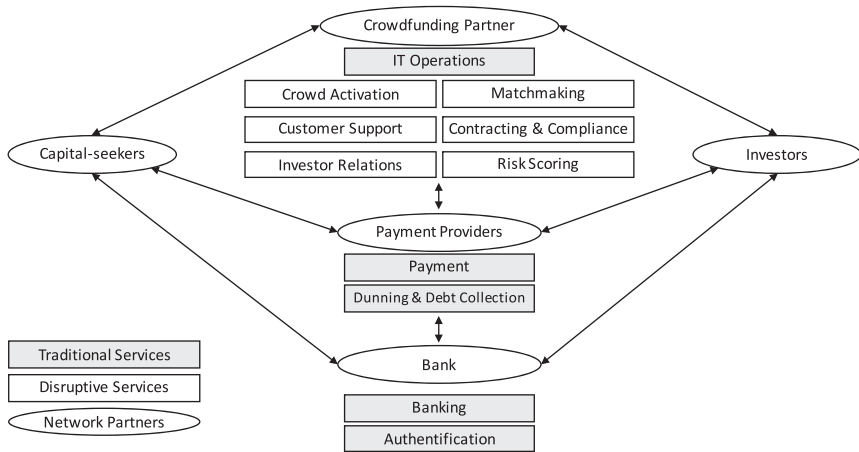 Crowdfunding Partner
IT Operations
Crowd Activation
Matchmaking
Customer Support
Contracting & Compliance
Capital-seekers
Investors
Investor Relations
Risk Scoring
Payment Providers
Payment
Dunning & Debt Collection
Traditional Services
Bank
Disruptive Services
Banking
Network Partners
Authentification